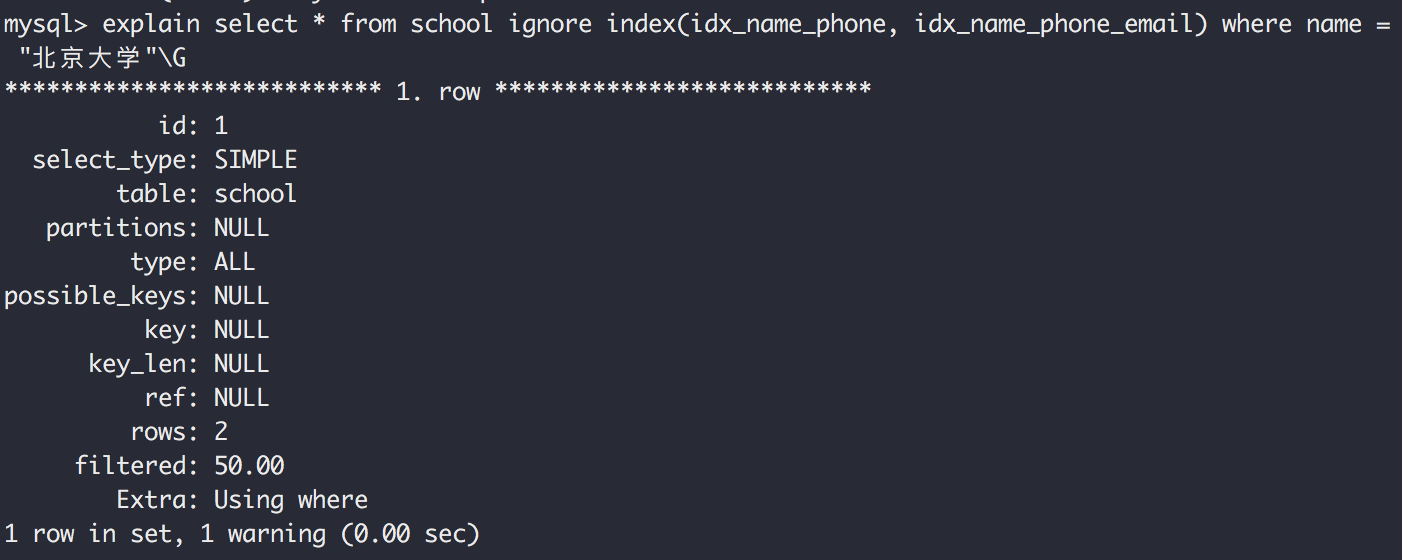 mysql> explain select * from school ignore index(idx_name_phone, idx_name_phone_email) where name =
 "北京大学"\G
*************************** 1. row ***************************
           id: 1
  select_type: SIMPLE
        table: school
   partitions: NULL
         type: ALL
possible_keys: NULL
          key: NULL
      key_len: NULL
          ref: NULL
         rows: 2
     filtered: 50.00
        Extra: Using where
1 row in set, 1 warning (0.00 sec)